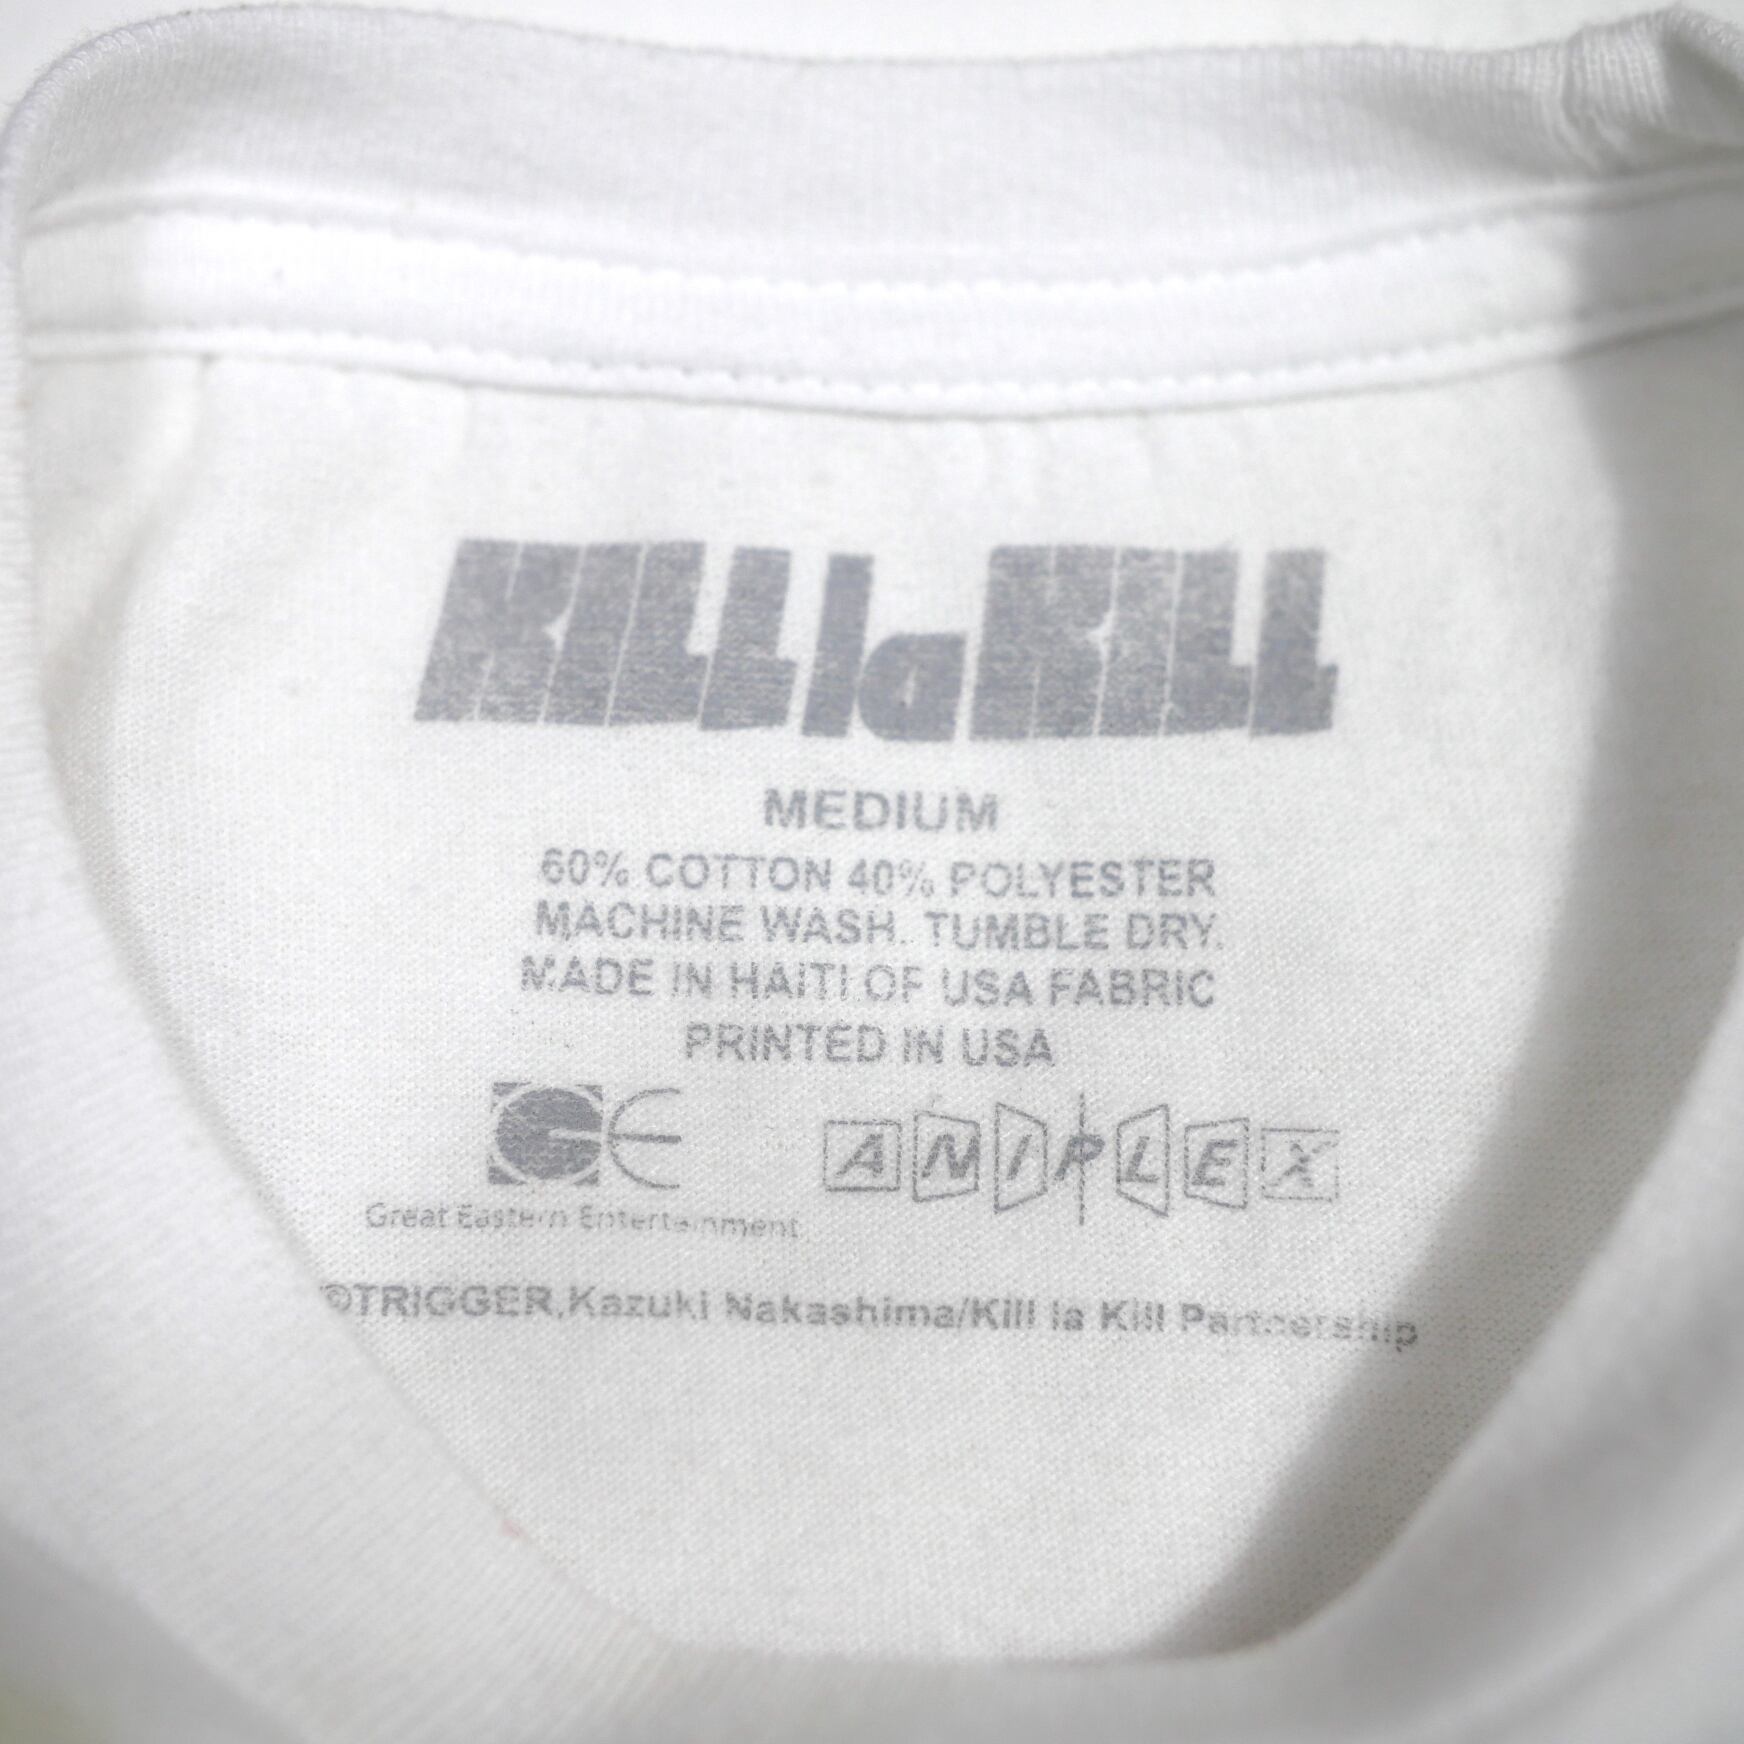 KILL la KILL
MEDIUM
60% COTTON 40% POLYESTER
MACHINE WASH. TUMBLE DRY.
MADE IN HAITI OF USA FABRIC
PRINTED IN USA
GE ANIPLEX
Great Eastern Entertainment
©TRIGGER,Kazuki Nakashima/Kill la Kill Partnership